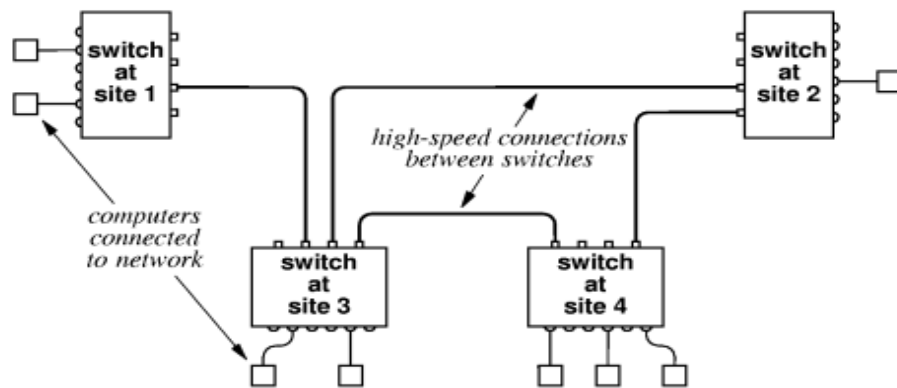 switch
at
site 1
switch
at
site 2
high-speed connections
between switches
computers
connected
to network
switch
at
site 3
switch
at
site 4